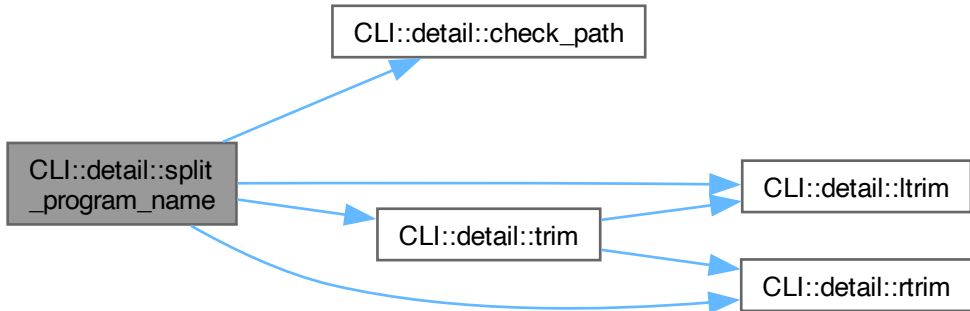 CLI::detail::check_path
CLI::detail::split
_program_name
CLI::detail::ltrim
CLI::detail::trim
CLI::detail::rtrim